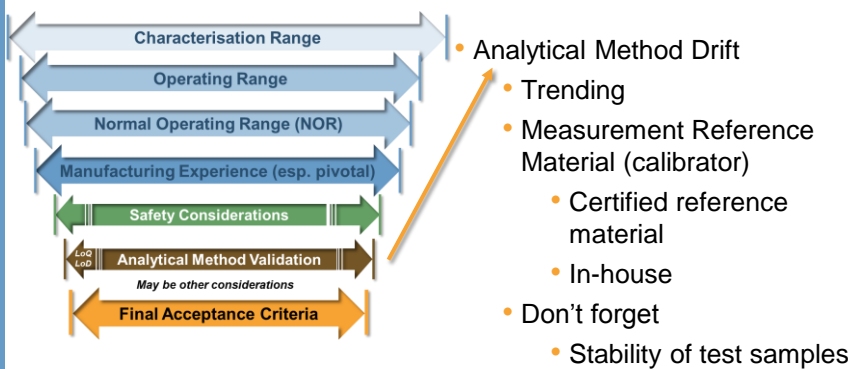 Characterisation Range
Operating Range
Normal Operating Range (NOR)
Manufacturing Experience (esp. pivotal)
Safety Considerations
LoQ
LoD
Analytical Method Validation
May be other considerations
Final Acceptance Criteria
• Analytical Method Drift
• Trending
• Measurement Reference
Material (calibrator)
• Certified reference
material
• In-house
• Don't forget
• Stability of test samples